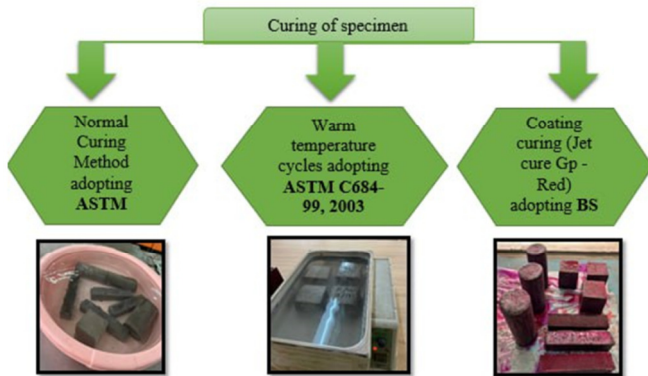 Curing of specimen
Normal
Curing
Method
adopting
ASTM
Warm
temperature
cycles adopting
ASTM C684-
99, 2003
Coating
curing (Jet
cure Gp -
Red)
adopting BS